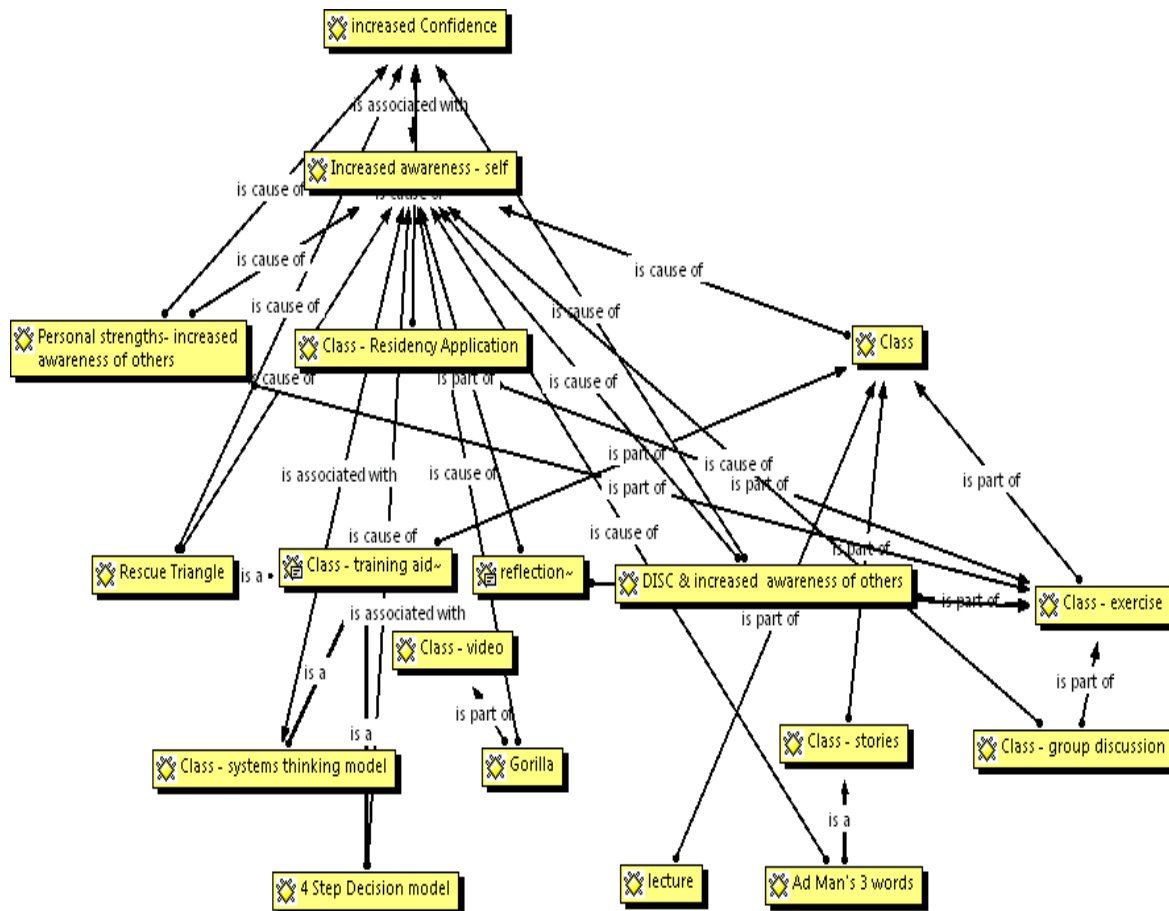 increased Confidence
is associated with
Increased awareness - self
is cause of
is cause of
is cause of
is cause of
is cause of
is cause of
Personal strengths- increased
awareness of others
Class - Residency Application
Class
is cause of
is part of
is cause of
is associated with
is cause of
is part of
is cause of
is part of
is part of
is part of
is cause of
is cause of
is part of
Rescue Triangle
is a
Class - training aid~
reflection~
DISC & increased awareness of others
is part of
Class - exercise
is associated with
is part of
Class - video
is a
is part of
is part of
is a
Class - systems thinking model
Gorilla
Class - stories
Class - group discussion
is a
4 Step Decision model
lecture
Ad Man's 3 words